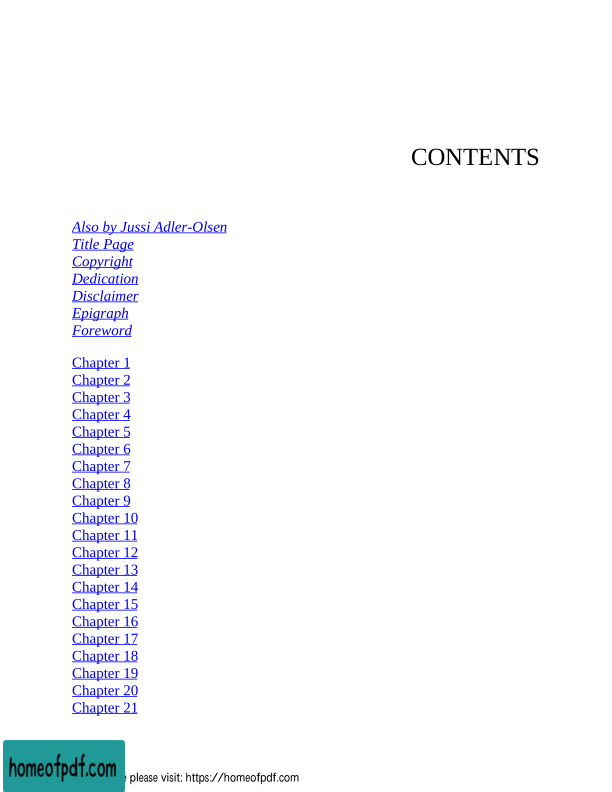 CONTENTS
Also by Jussi Adler-Olsen
Title Page
Copyright
Dedication
Disclaimer
Epigraph
Foreword
Chapter 1
Chapter 2
Chapter 3
Chapter 4
Chapter 5
Chapter 6
Chapter 7
Chapter 8
Chapter 9
Chapter 10
Chapter 11
Chapter 12
Chapter 13
Chapter 14
Chapter 15
Chapter 16
Chapter 17
Chapter 18
Chapter 19
Chapter 20
Chapter 21
homeofpdf.com
please visit: https://homeofpdf.com